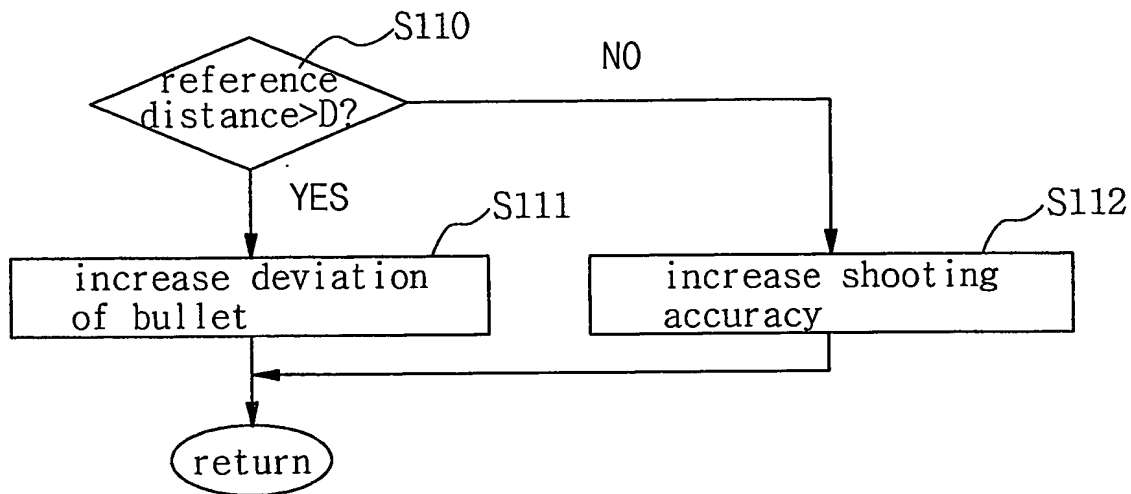 S110
reference
distance>D?
NO
YES
S111
S112
increase deviation
of bullet
increase shooting
accuracy
return